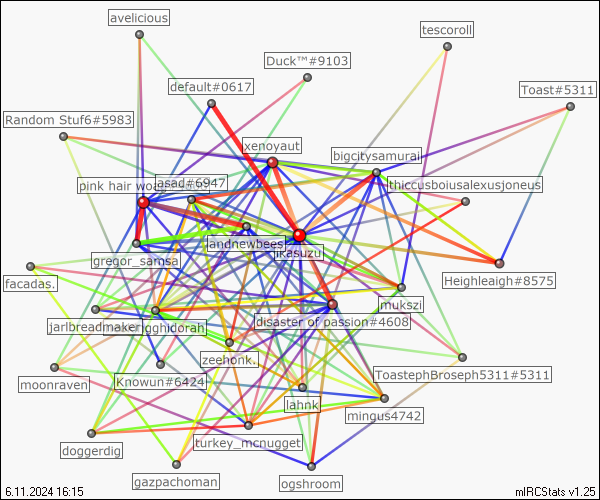 avelicious
tescoroll
Duck™#9103
default#0617
Toast#5311
Random Stuf6#5983
xenoyaut
bigcitysamurai
pink hair wo
asad#6947
thiccusboiusalexusjoneus
andnewbees
jikasuzu
gregor_samsa
facadas.
Heighleaigh#8575
mukszi
jarlbreadmaker
gghidorah
disaster of passion#4608
zeehonk.
moonraven
Knowun#6424
ToastephBroseph5311#5311
lahnk
mingus4742
doggerdig
turkey_mcnugget
gazpachoman
ogshroom
6.11.2024 16:15
mIRCStats v1.25